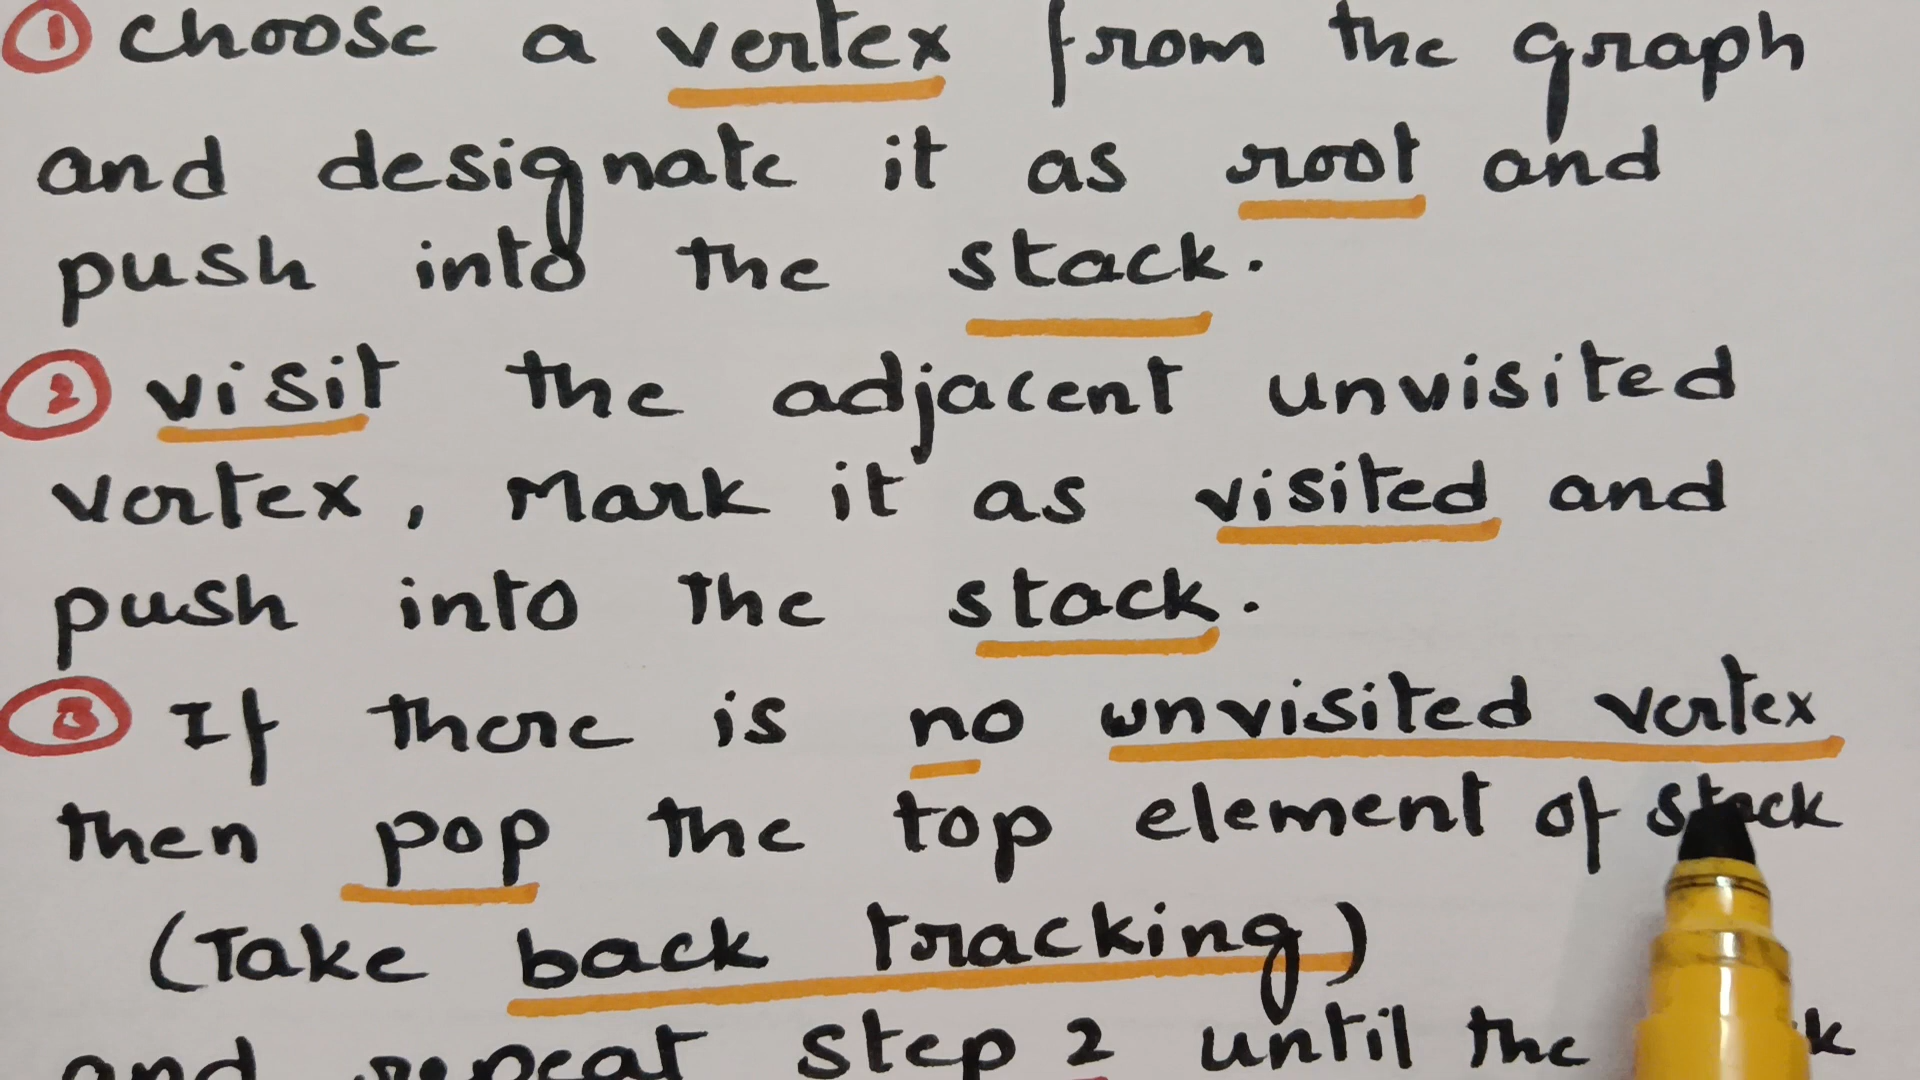 ① choose a vertex from the graph
and designate it as root and
push into the stack.
② visit the adjacent unvisited
vertex, Mark it as visited and
push into the stack.
③ If there is no unvisited vertex
then pop the top element of stack
(Take back tracking)
and repeat step 2 until the